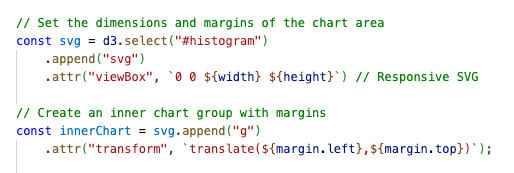 // Set the dimensions and margins of the chart area
const svg = d3.select("#histogram")
.append("svg")
.attr("viewBox", `0 0 ${width} ${height}`) // Responsive SVG
// Create an inner chart group with margins
const innerChart = svg.append("g")
.attr("transform", `translate(${margin.left},${margin.top})`);